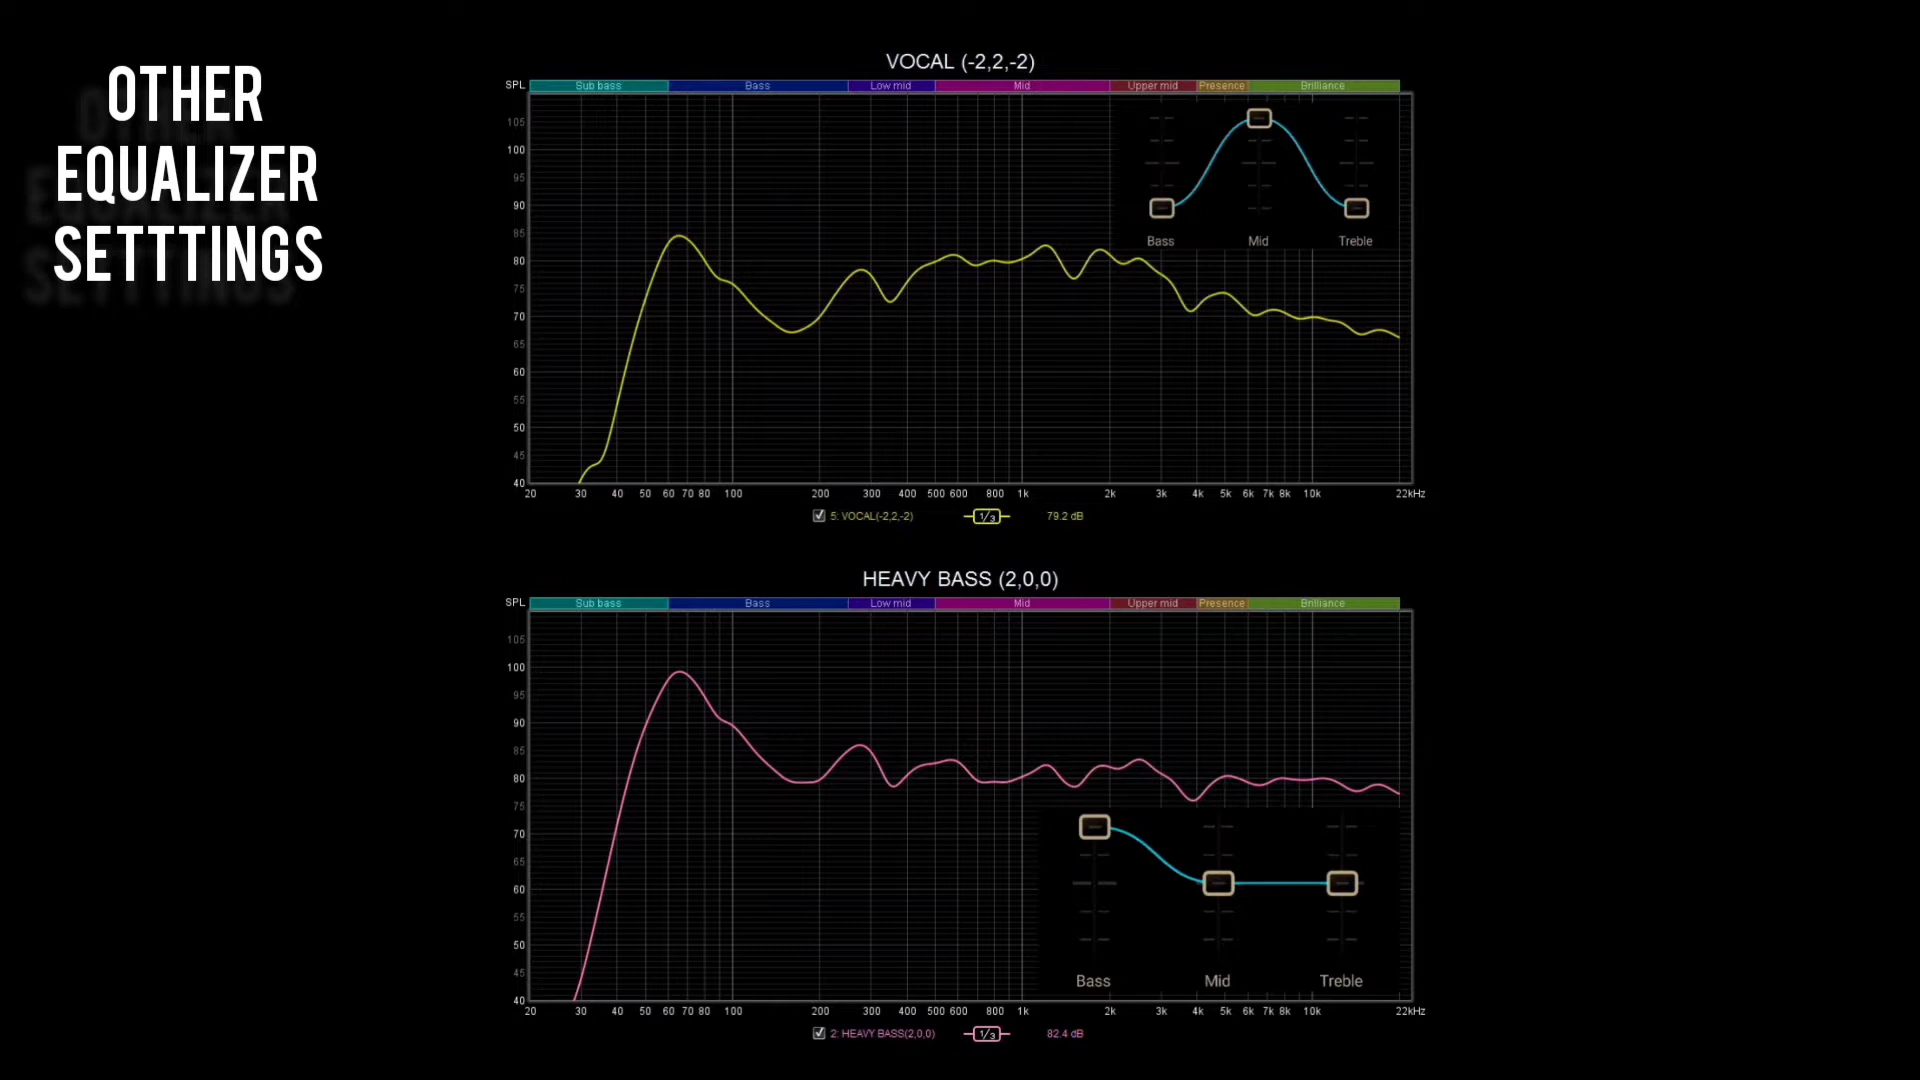 OTHER
EQUALIZER
SETTTINGS
VOCAL (-2,2,-2)
SPL Sub bass Bass Low mid Mid Upper mid Presence Brilliance
105
100
95
90
85
80
75
70
65
60
55
50
45
40
Bass Mid Treble
20 30 40 50 60 70 80 100 200 300 400 500 600 800 1k 2k 3k 4k 5k 6k 7k 8k 10k 22kHz
5: VOCAL(-2,2,-2) 1/3 79.2 dB
HEAVY BASS (2,0,0)
SPL Sub bass Bass Low mid Mid Upper mid Presence Brilliance
105
100
95
90
85
80
75
70
65
60
55
50
45
40
Bass Mid Treble
20 30 40 50 60 70 80 100 200 300 400 500 600 800 1k 2k 3k 4k 5k 6k 7k 8k 10k 22kHz
2: HEAVY BASS(2,0,0) 1/3 82.4 dB